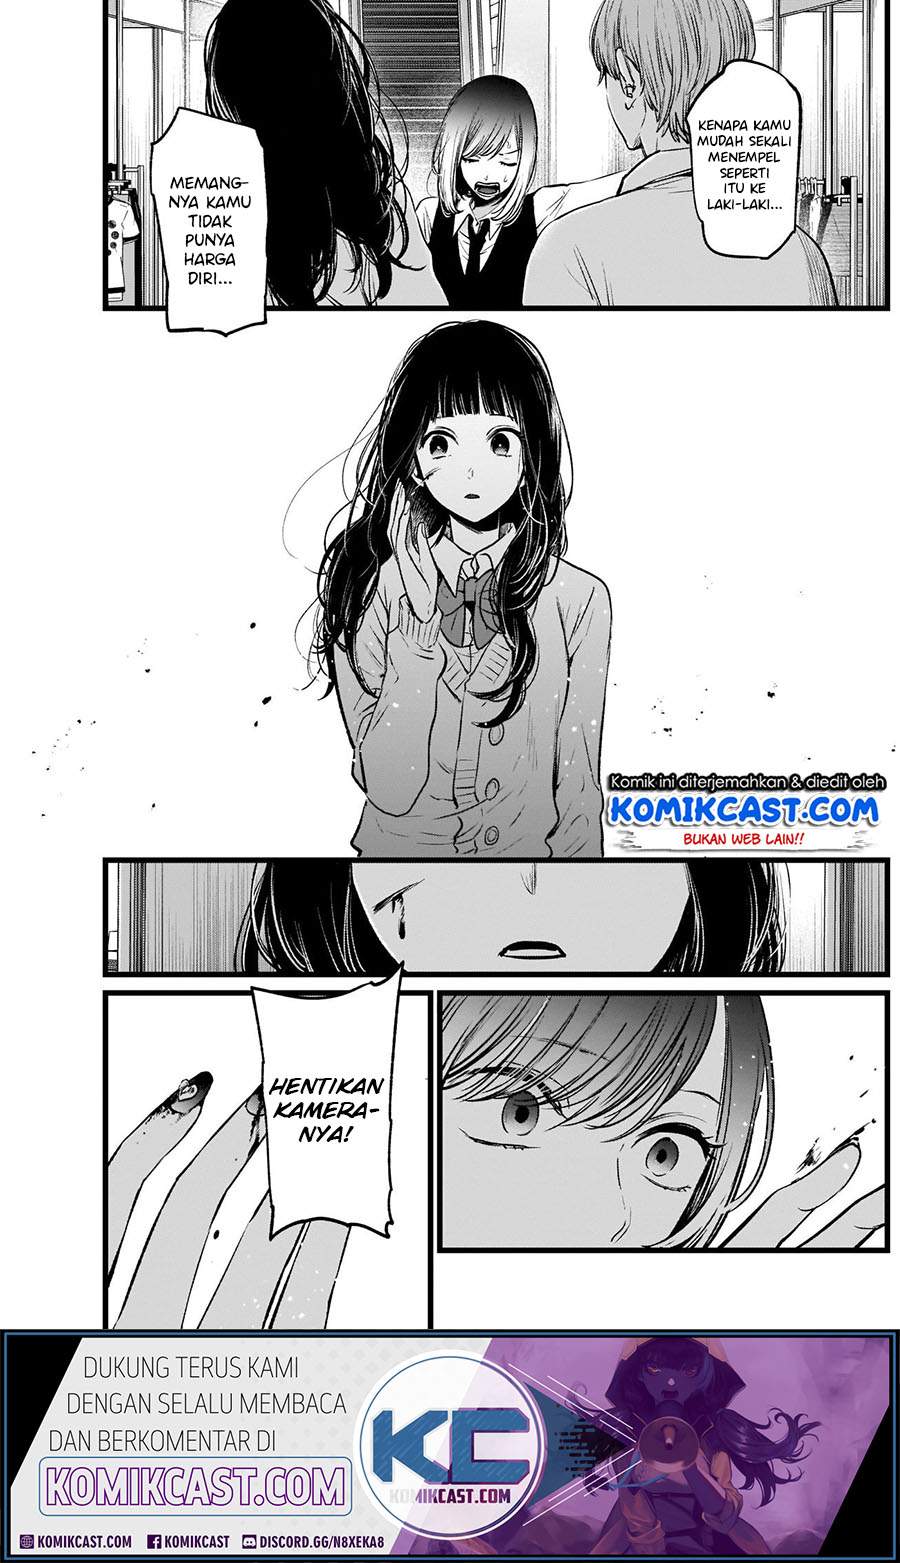 KENAPA KAMU
MUDAH SEKALI
MENEMPEL
SEPERTI
ITU KE
LAKI-LAKI...
MEMANG-
NYA KAMU
TIDAK
PUNYA
HARGA
DIRI...
Komik ini diterjemahkan & diedit oleh
KOMIKCAST.COM
BUKAN WEB LAIN!!
HENTIKAN
KAMERA-
NYA!
DUKUNG TERUS KAMI
DENGAN SELALU MEMBACA
DAN BERKOMENTAR DI
KOMIKCAST.COM
KC
KOMIKCAST.COM
KOMIKCAST.COM KOMIKCAST.COM DISCORD.GG/N8XEKA8